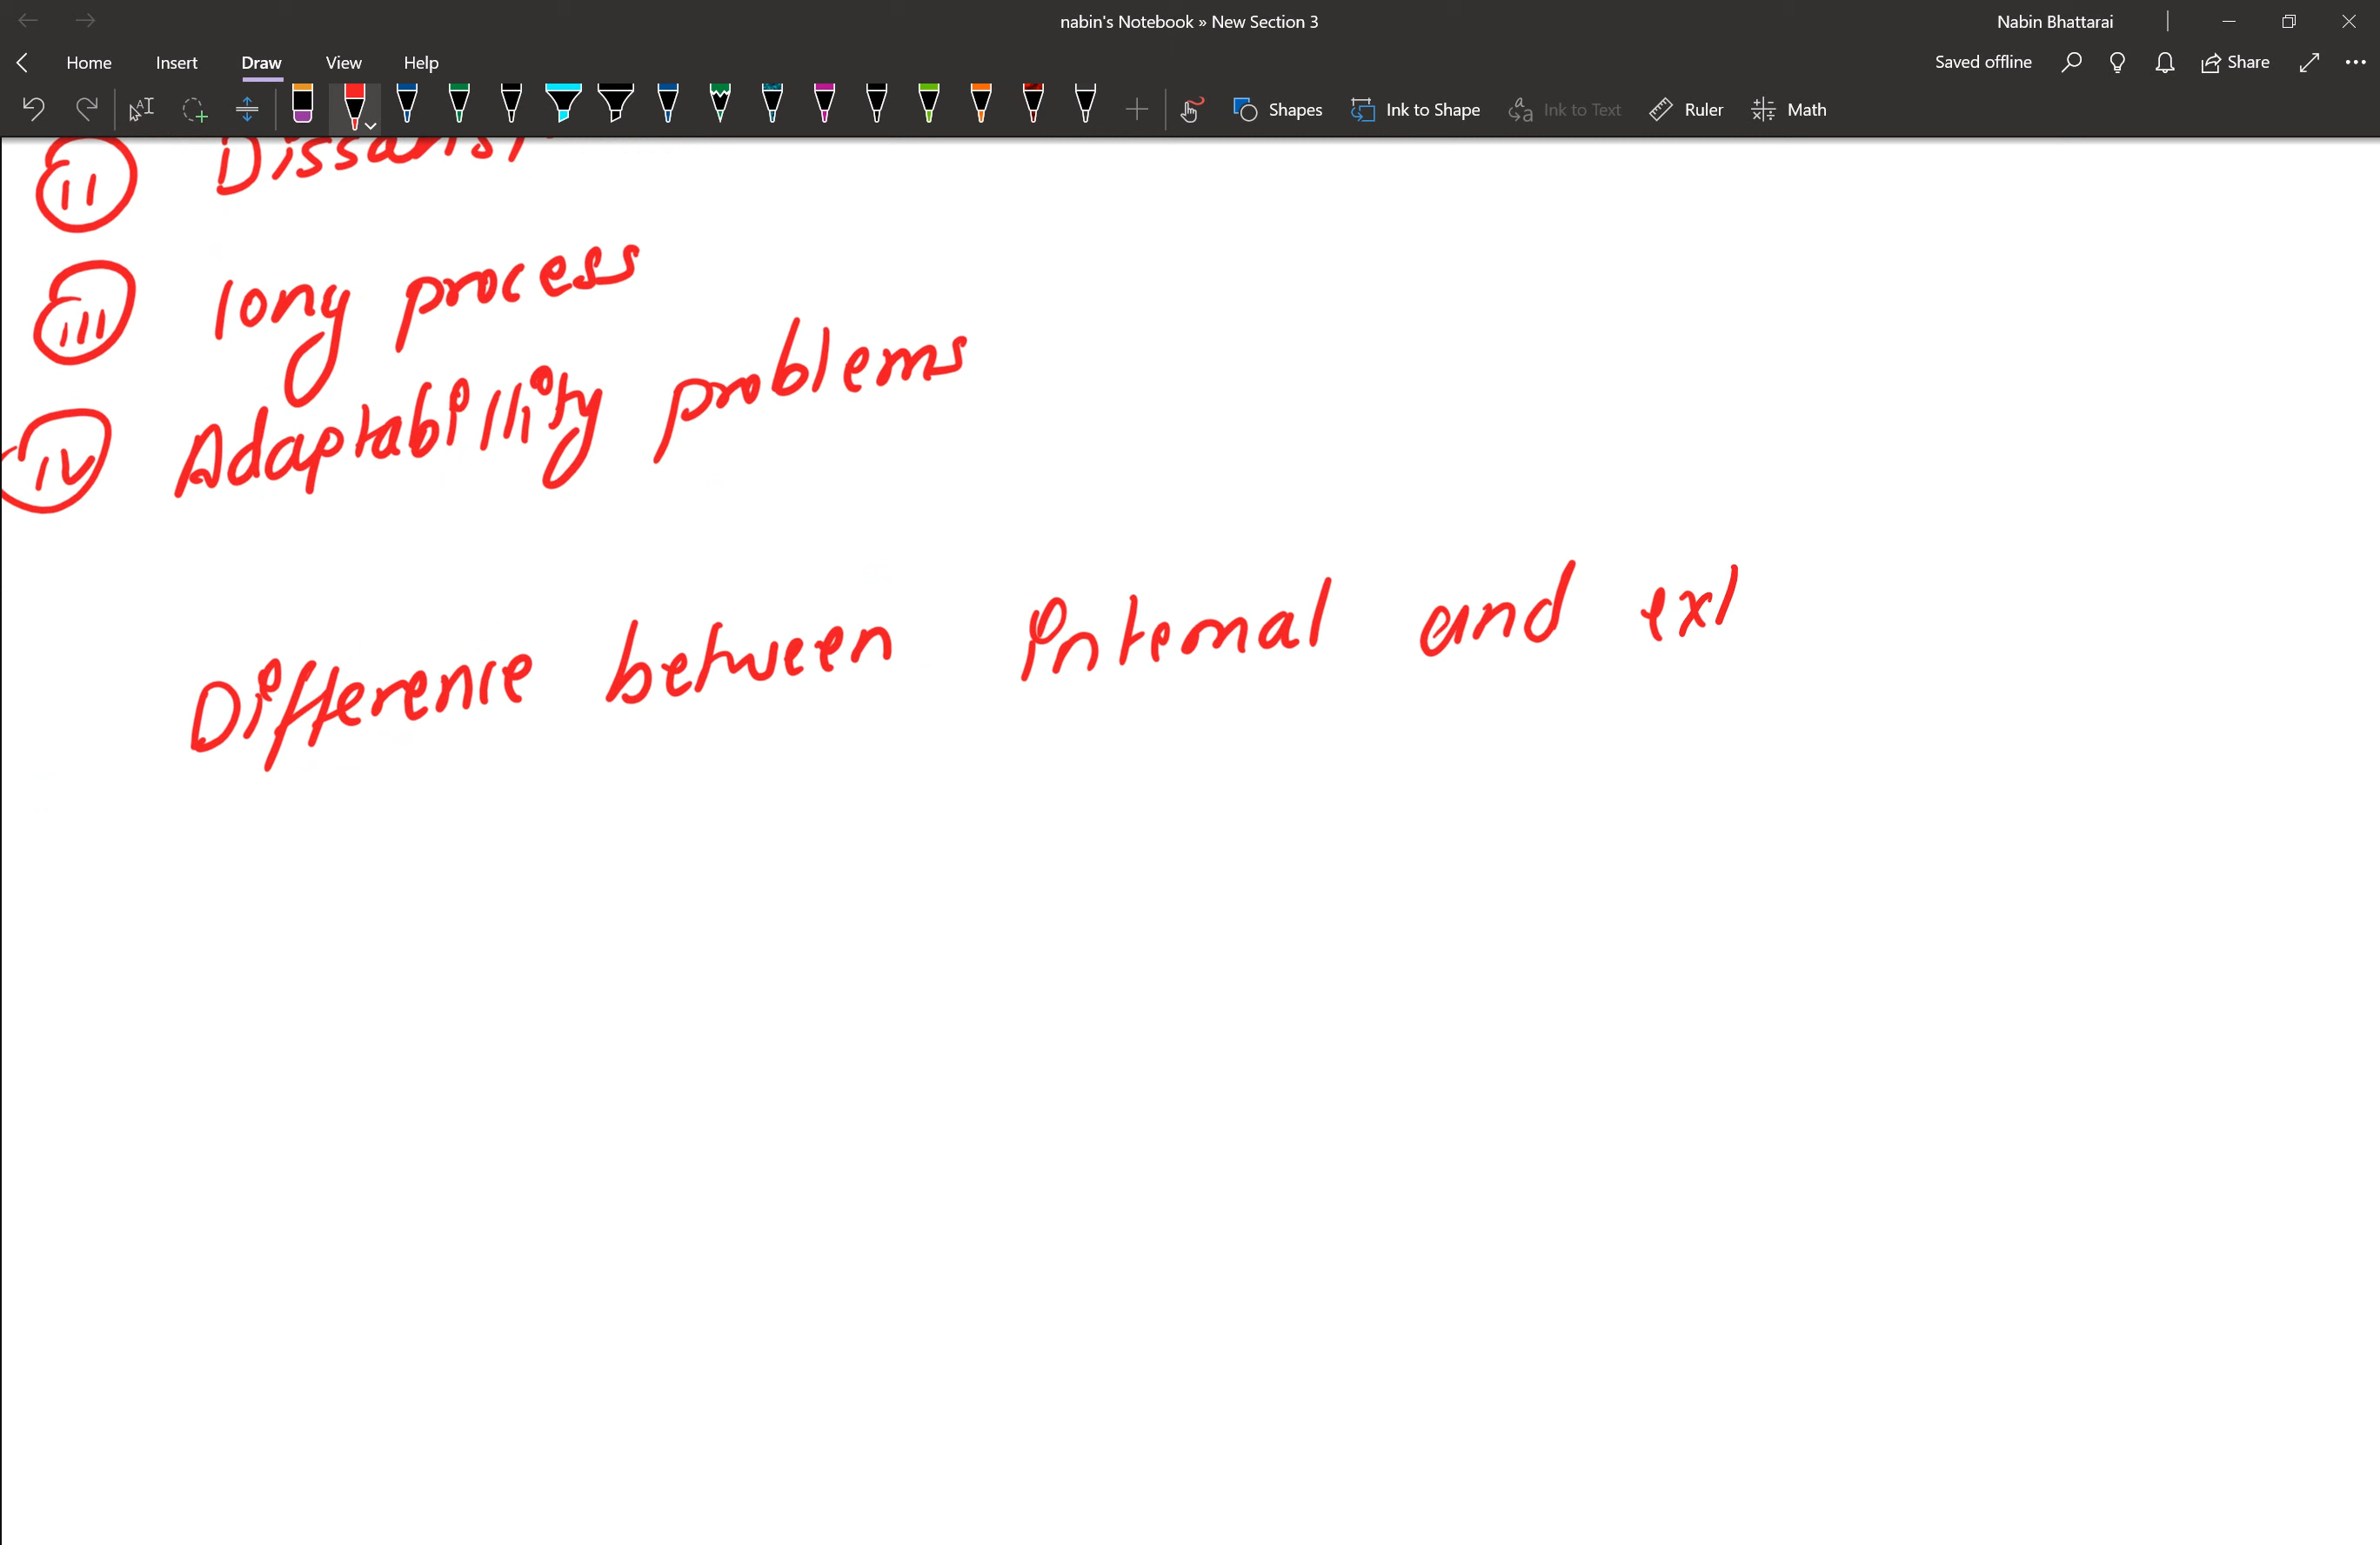 nabin's Notebook » New Section 3
Nabin Bhattarai
Home Insert Draw View Help
Saved offline
Share
Shapes Ink to Shape Ink to Text Ruler Math
ii
iii long process
iv Adaptability problems
Difference between Internal and ext